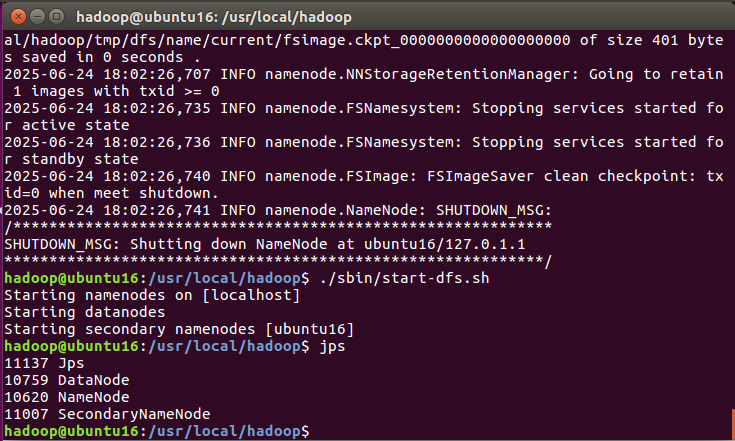 hadoop@ubuntu16: /usr/local/hadoop
al/hadoop/tmp/dfs/name/current/fsimage.ckpt_0000000000000000000 of size 401 byte
s saved in 0 seconds .
2025-06-24 18:02:26,707 INFO namenode.NNStorageRetentionManager: Going to retain
 1 images with txid >= 0
2025-06-24 18:02:26,735 INFO namenode.FSNamesystem: Stopping services started fo
r active state
2025-06-24 18:02:26,736 INFO namenode.FSNamesystem: Stopping services started fo
r standby state
2025-06-24 18:02:26,740 INFO namenode.FSImage: FSImageSaver clean checkpoint: tx
id=0 when meet shutdown.
2025-06-24 18:02:26,741 INFO namenode.NameNode: SHUTDOWN_MSG:
/************************************************************
SHUTDOWN_MSG: Shutting down NameNode at ubuntu16/127.0.1.1
************************************************************/
hadoop@ubuntu16:/usr/local/hadoop$ ./sbin/start-dfs.sh
Starting namenodes on [localhost]
Starting datanodes
Starting secondary namenodes [ubuntu16]
hadoop@ubuntu16:/usr/local/hadoop$ jps
11137 Jps
10759 DataNode
10620 NameNode
11007 SecondaryNameNode
hadoop@ubuntu16:/usr/local/hadoop$